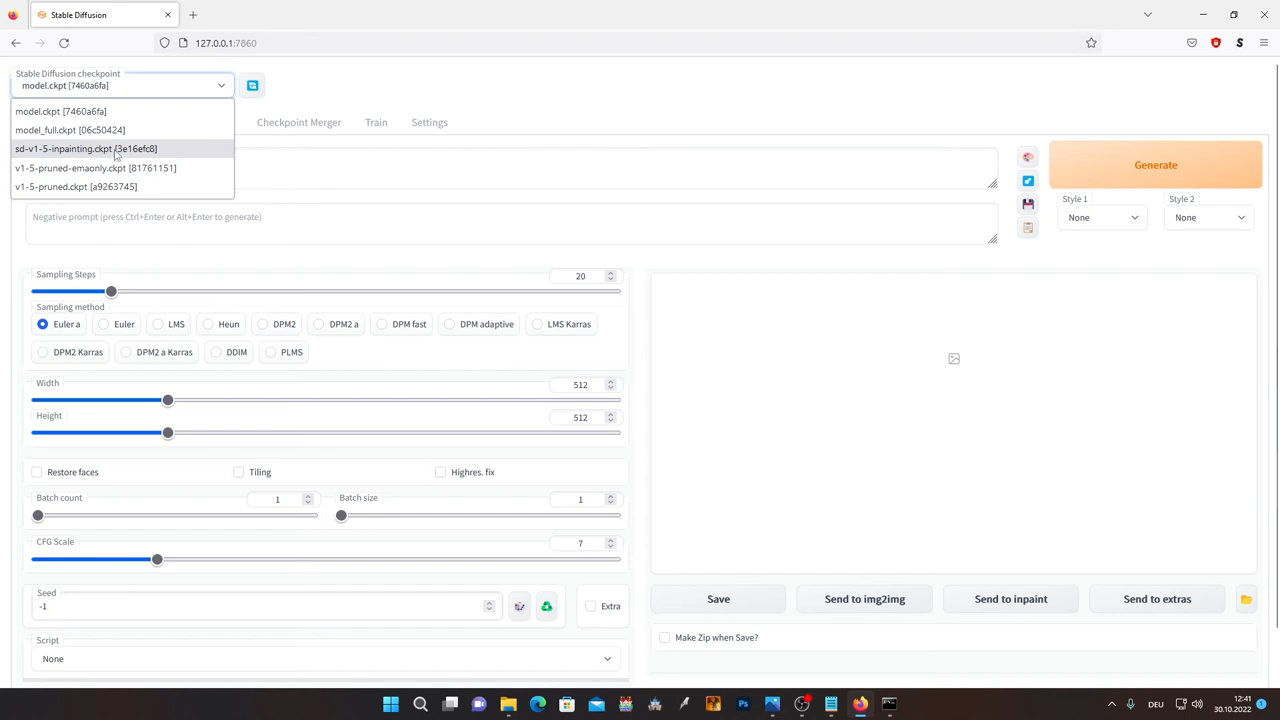 Stable Diffusion
127.0.0.1:7860
Stable Diffusion checkpoint
model.ckpt [7460a6fa]
model.ckpt [7460a6fa]
model_full.ckpt [06c50424]
sd-v1-5-inpainting.ckpt [3e16efc8]
v1-5-pruned-emaonly.ckpt [81761151]
v1-5-pruned.ckpt [a9263745]
Checkpoint Merger Train Settings
Generate
Style 1 Style 2
None None
Negative prompt (press Ctrl+Enter or Alt+Enter to generate)
Sampling Steps 20
Sampling method
Euler a Euler LMS Heun DPM2 DPM2 a DPM fast DPM adaptive LMS Karras
DPM2 Karras DPM2 a Karras DDIM PLMS
Width 512
Height 512
Restore faces Tiling Highres. fix
Batch count 1 Batch size 1
CFG Scale 7
Seed
-1
Extra
Script
None
Save Send to img2img Send to inpaint Send to extras
Make Zip when Save?
DEU 12:41
30.10.2022